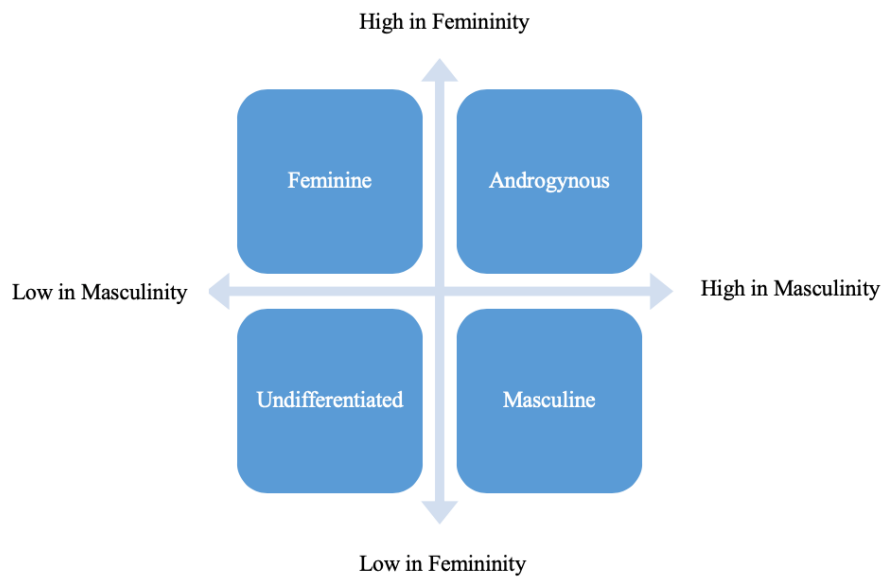 High in Femininity
Feminine
Androgynous
Low in Masculinity
High in Masculinity
Undifferentiated
Masculine
Low in Femininity